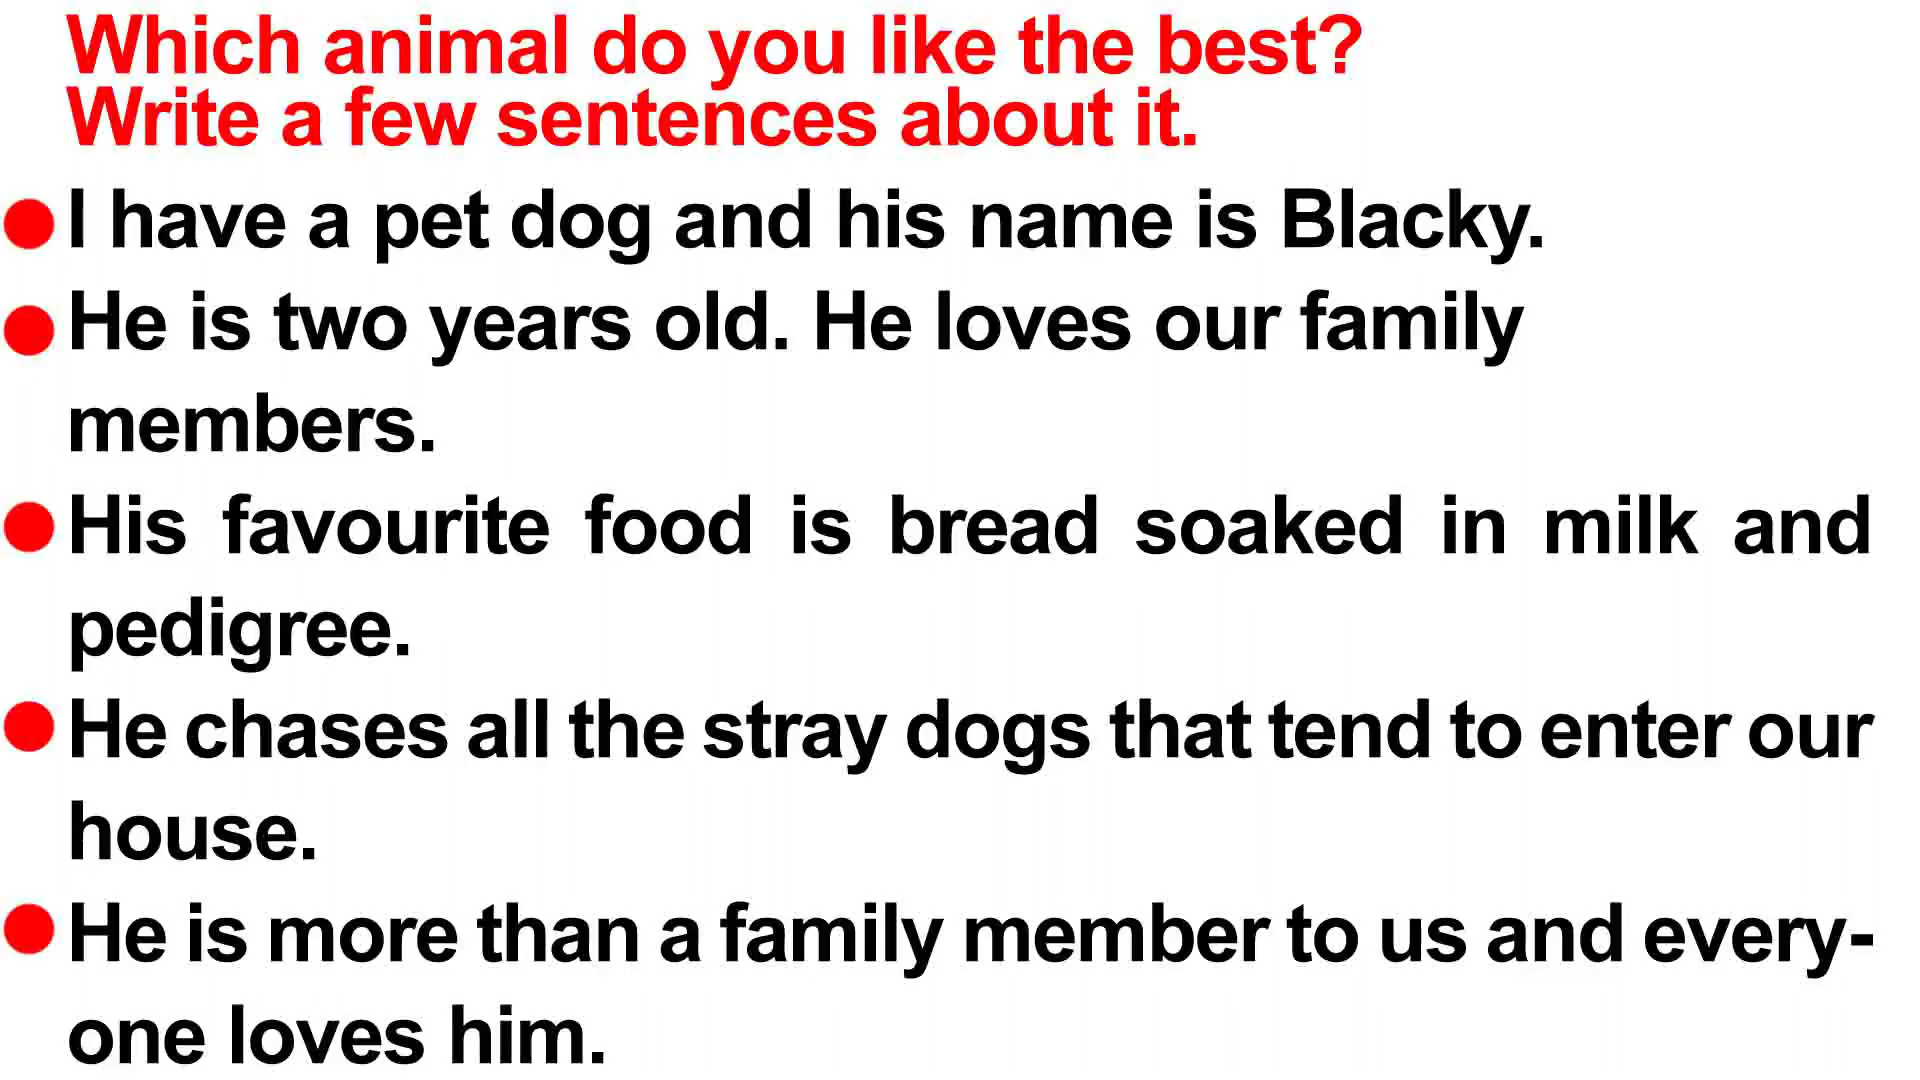 Which animal do you like the best?
Write a few sentences about it.
I have a pet dog and his name is Blacky.
He is two years old. He loves our family
members.
His favourite food is bread soaked in milk and
pedigree.
He chases all the stray dogs that tend to enter our
house.
He is more than a family member to us and every-
one loves him.